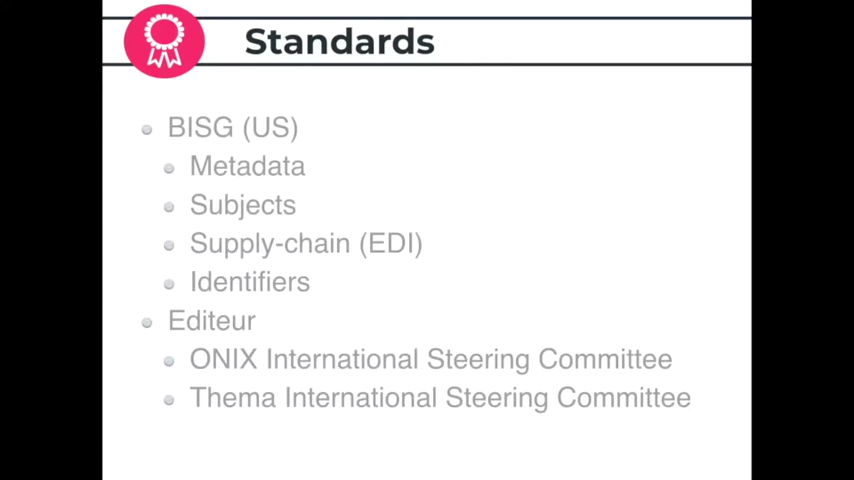 Standards
BISG (US)
Metadata
Subjects
Supply-chain (EDI)
Identifiers
Editeur
ONIX International Steering Committee
Thema International Steering Committee